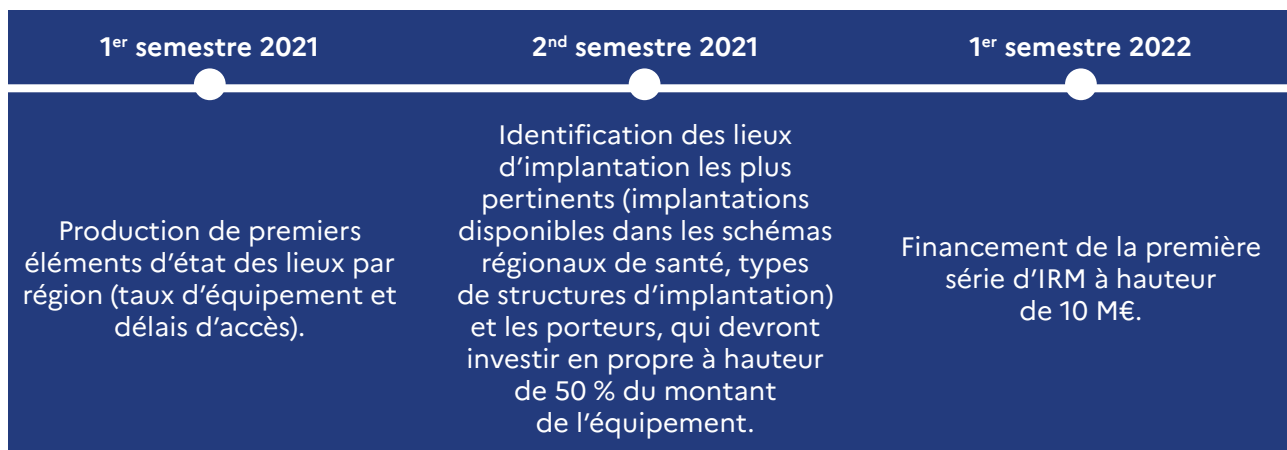 1er semestre 2021
Production de premiers
éléments d’état des lieux par
région (taux d’équipement et
délais d’accès).
2nd semestre 2021
Identification des lieux
d’implantation les plus
pertinents (implantations
disponibles dans les schémas
régionaux de santé, types
de structures d’implantation)
et les porteurs, qui devront
investir en propre à hauteur
de 50 % du montant
de l’équipement.
1er semestre 2022
Financement de la première
série d’IRM à hauteur
de 10 M€.